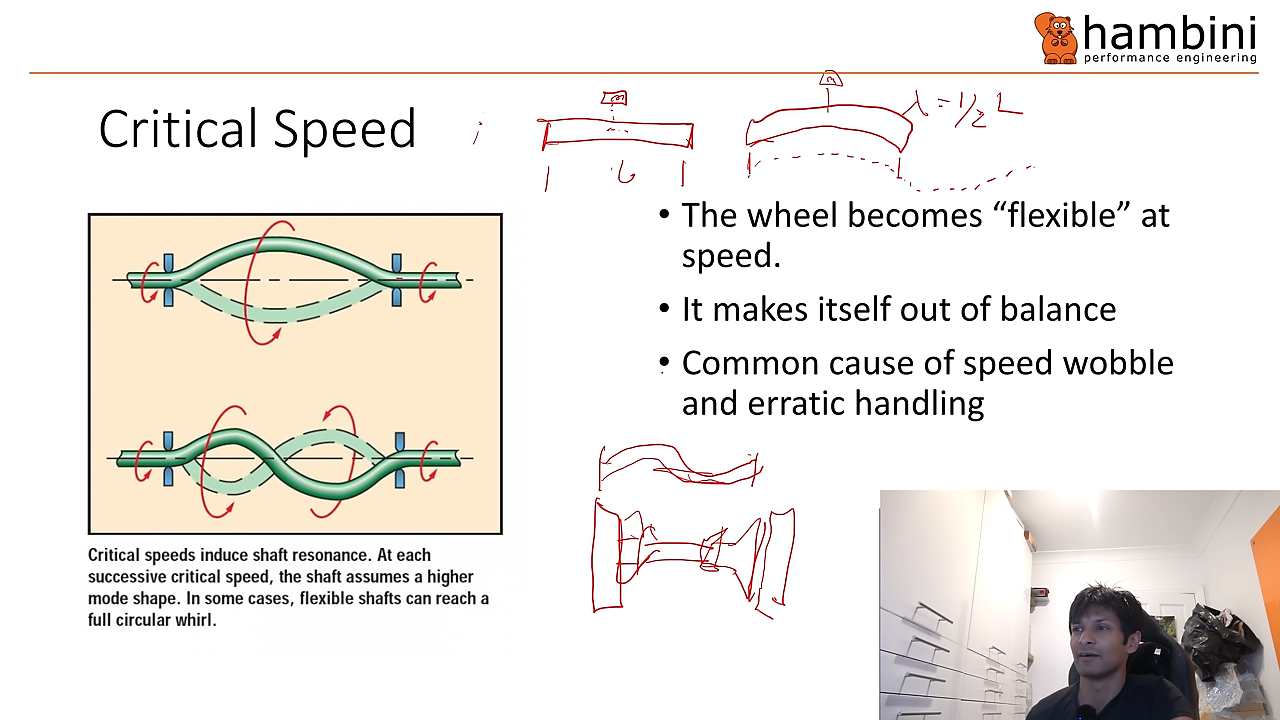 hambini
performance engineering
Critical Speed
m
m
λ = 1/2 L
• The wheel becomes “flexible” at
speed.
• It makes itself out of balance
• Common cause of speed wobble
and erratic handling
Critical speeds induce shaft resonance. At each
successive critical speed, the shaft assumes a higher
mode shape. In some cases, flexible shafts can reach a
full circular whirl.